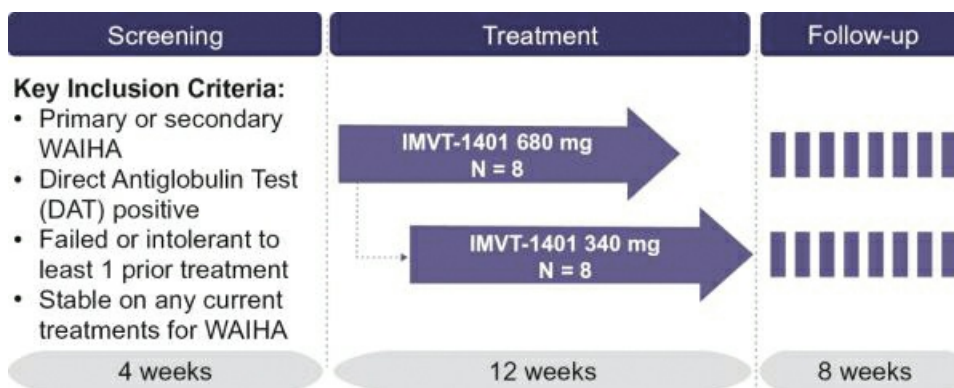 Screening
Treatment
Follow-up
Key Inclusion Criteria:
• Primary or secondary
WAIHA
• Direct Antiglobulin Test
(DAT) positive
• Failed or intolerant to
least 1 prior treatment
• Stable on any current
treatments for WAIHA
IMVT-1401 680 mg
N = 8
IMVT-1401 340 mg
N = 8
4 weeks
12 weeks
8 weeks